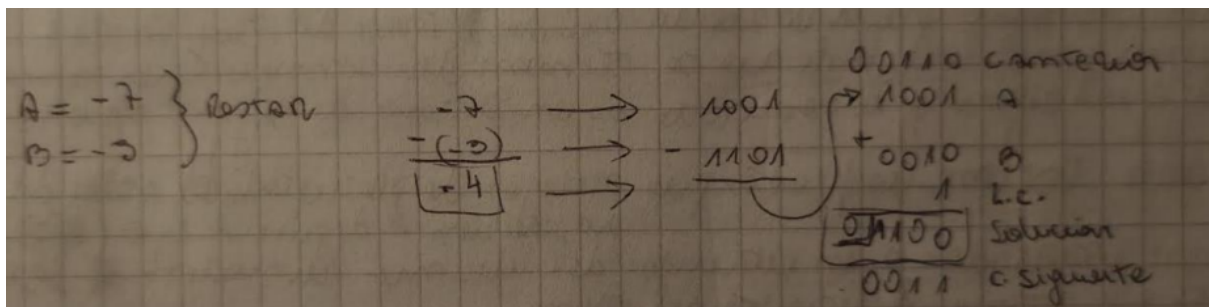 00110 C anterior
A = -7 } Restar -7 → 1001 → 1001 A
B = -3 - (-3) → - 1101 + 0010 B
-4 → 1 L.C.
01100 Solución
0011 C siguiente